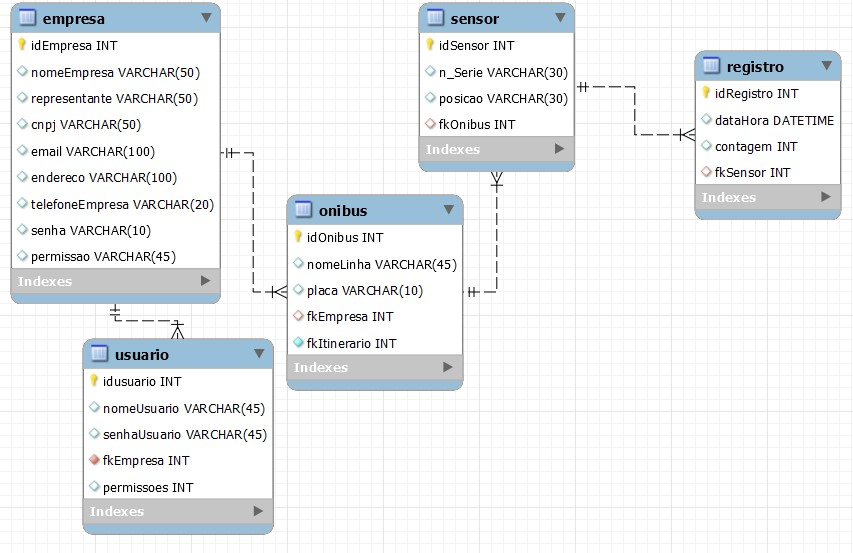 empresa
idEmpresa INT
nomeEmpresa VARCHAR(50)
representante VARCHAR(50)
cnpj VARCHAR(50)
email VARCHAR(100)
endereco VARCHAR(100)
telefoneEmpresa VARCHAR(20)
senha VARCHAR(10)
permissao VARCHAR(45)
Indexes
usuario
idusuario INT
nomeUsuario VARCHAR(45)
senhaUsuario VARCHAR(45)
fkEmpresa INT
permissoes INT
Indexes
onibus
idOnibus INT
nomeLinha VARCHAR(45)
placa VARCHAR(10)
fkEmpresa INT
fkItinerario INT
Indexes
sensor
idSensor INT
n_Serie VARCHAR(30)
posicao VARCHAR(30)
fkOnibus INT
Indexes
registro
idRegistro INT
dataHora DATETIME
contagem INT
fkSensor INT
Indexes